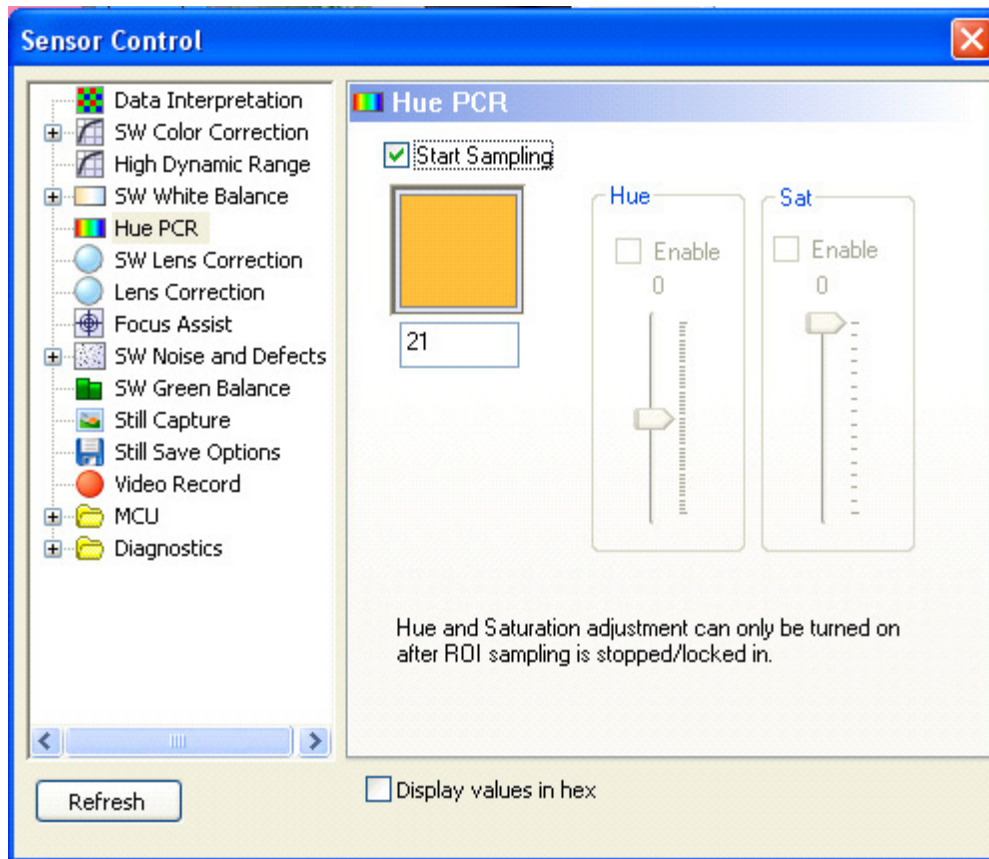 Sensor Control
Data Interpretation
SW Color Correction
High Dynamic Range
SW White Balance
Hue PCR
SW Lens Correction
Lens Correction
Focus Assist
SW Noise and Defects
SW Green Balance
Still Capture
Still Save Options
Video Record
MCU
Diagnostics
Refresh
Hue PCR
Start Sampling
21
Hue
Enable
0
Sat
Enable
0
Hue and Saturation adjustment can only be turned on
after ROI sampling is stopped/locked in.
Display values in hex